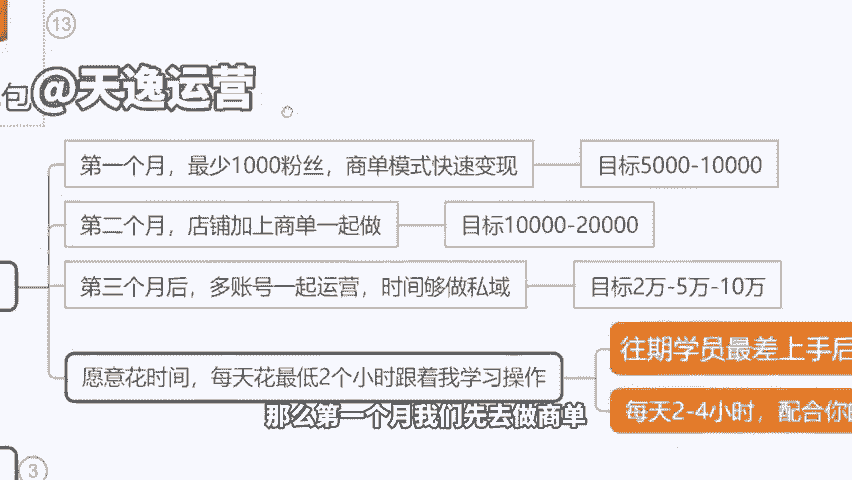 13
包
@天逸运营
第一个月，最少1000粉丝，商单模式快速变现
目标5000-10000
第二个月，店铺加上商单一起做
目标10000-20000
第三个月后，多账号一起运营，时间够做私域
目标2万-5万-10万
往期学员最差上手后
愿意花时间，每天花最低2个小时跟着我学习操作
每天2-4小时，配合你的
那么第一个月我们先去做商单
3